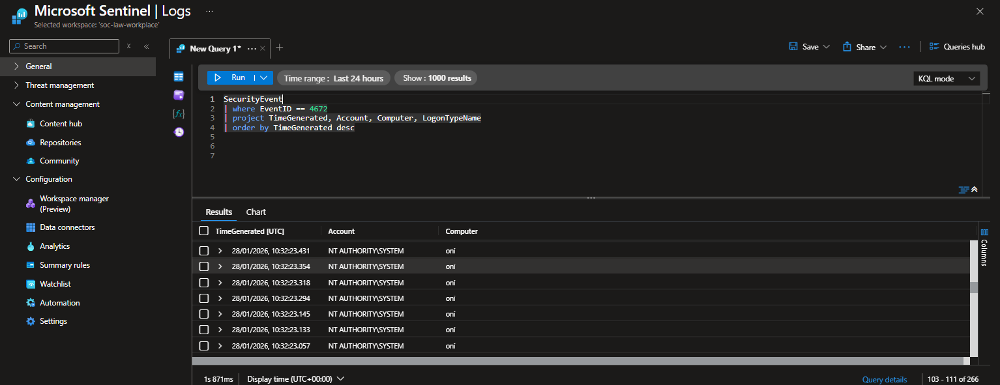 Microsoft Sentinel | Logs ...
Selected workspace: 'soc-law-workplace'
Search
General
Threat management
Content management
Content hub
Repositories
Community
Configuration
Workspace manager
(Preview)
Data connectors
Analytics
Summary rules
Watchlist
Automation
Settings
New Query 1* ...
Save Share ... Queries hub
Run Time range : Last 24 hours Show : 1000 results KQL mode
1 SecurityEvent
2 | where EventID == 4672
3 | project TimeGenerated, Account, Computer, LogonTypeName
4 | order by TimeGenerated desc
5
6
7
Results Chart
TimeGenerated [UTC] Account Computer
28/01/2026, 10:32:23.431 NT AUTHORITY\SYSTEM oni
28/01/2026, 10:32:23.354 NT AUTHORITY\SYSTEM oni
28/01/2026, 10:32:23.318 NT AUTHORITY\SYSTEM oni
28/01/2026, 10:32:23.294 NT AUTHORITY\SYSTEM oni
28/01/2026, 10:32:23.145 NT AUTHORITY\SYSTEM oni
28/01/2026, 10:32:23.133 NT AUTHORITY\SYSTEM oni
28/01/2026, 10:32:23.057 NT AUTHORITY\SYSTEM oni
Columns
1s 871ms Display time (UTC+00:00) Query details 103 - 111 of 266